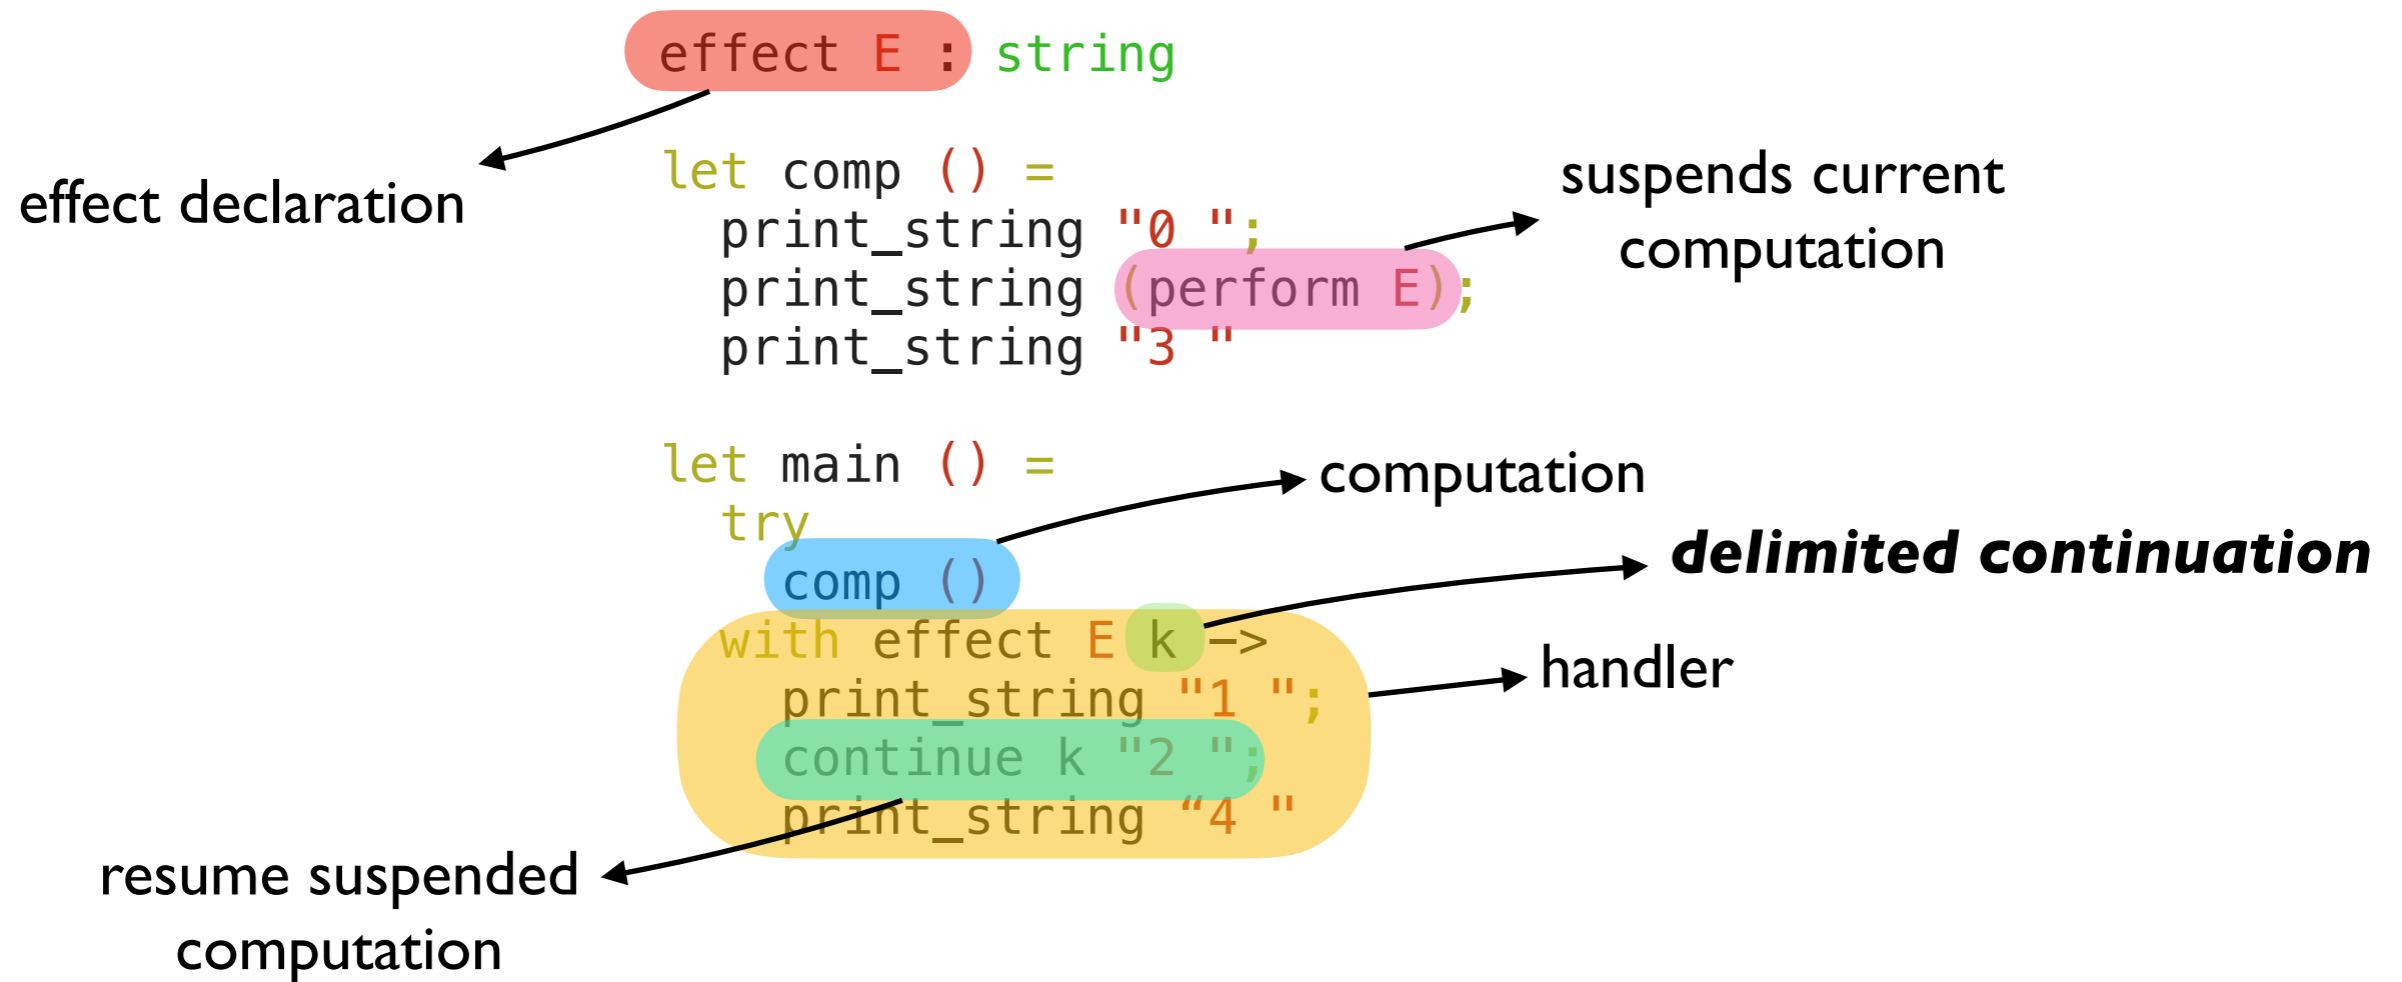 effect E : string
effect declaration
let comp () =
print_string "0 ";
print_string (perform E);
print_string "3 "
suspends current
computation
let main () =
try
comp ()
with effect E k ->
print_string "1 ";
continue k "2 ";
print_string “4 "
computation
delimited continuation
handler
resume suspended
computation